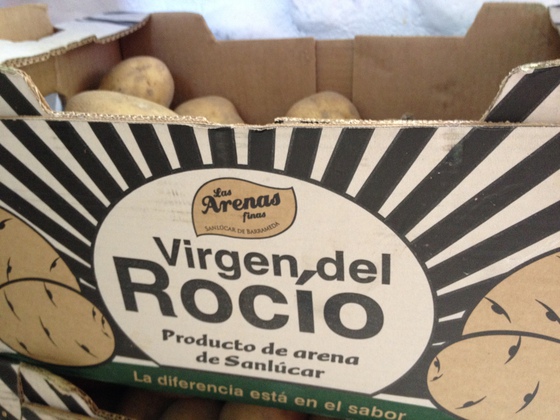 Las
Arenas
finas
SANLÚCAR DE BARRAMEDA
Virgen del
Rocío
Producto de arena
de Sanlúcar
La diferencia está en el sabor